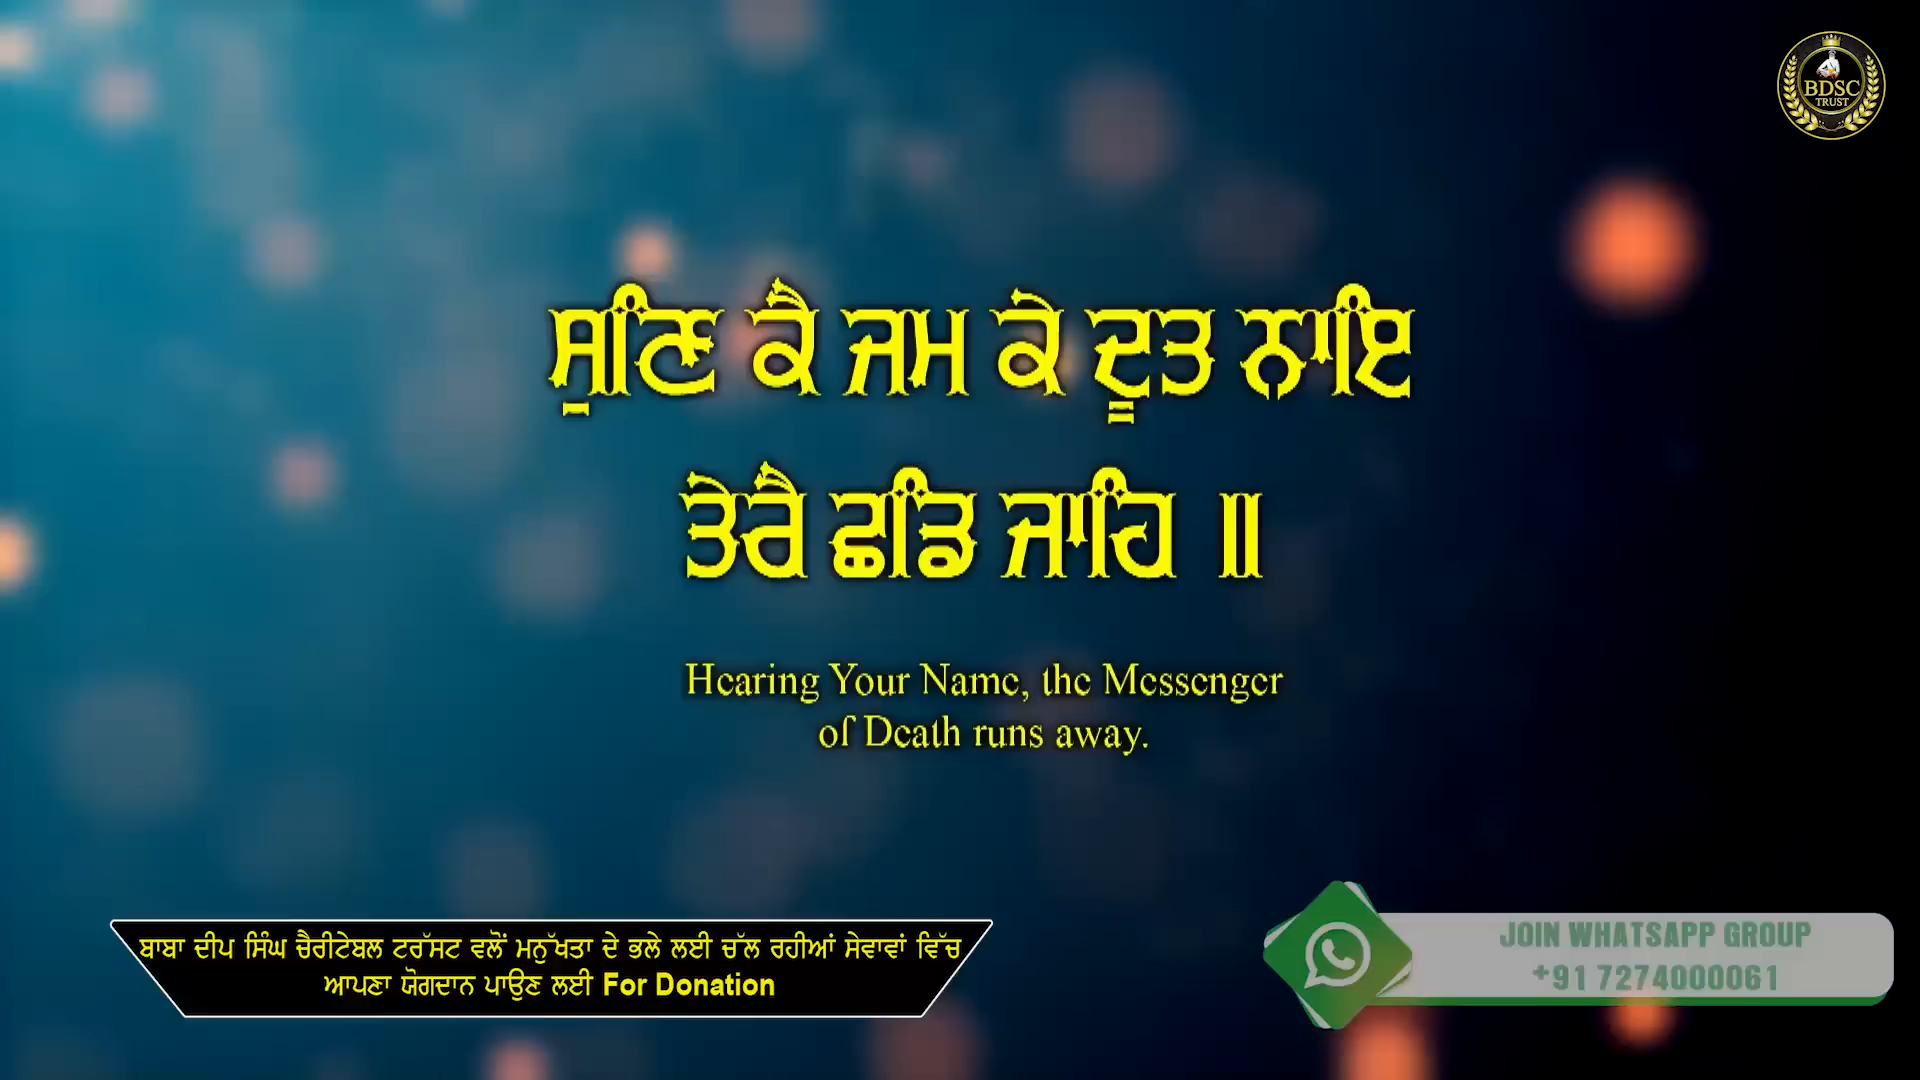 BDSC
TRUST
ਸੁਣਿ ਕੈ ਜਮ ਕੇ ਦੂਤ ਨਾਇ
ਤੇਰੈ ਛਡਿ ਜਾਹਿ ॥
Hearing Your Name, the Messenger
of Death runs away.
ਬਾਬਾ ਦੀਪ ਸਿੰਘ ਚੈਰੀਟੇਬਲ ਟਰੱਸਟ ਵਲੋਂ ਮਨੁੱਖਤਾ ਦੇ ਭਲੇ ਲਈ ਚੱਲ ਰਹੀਆਂ ਸੇਵਾਵਾਂ ਵਿੱਚ
ਆਪਣਾ ਯੋਗਦਾਨ ਪਾਉਣ ਲਈ For Donation
JOIN WHATSAPP GROUP
+91 7274000061